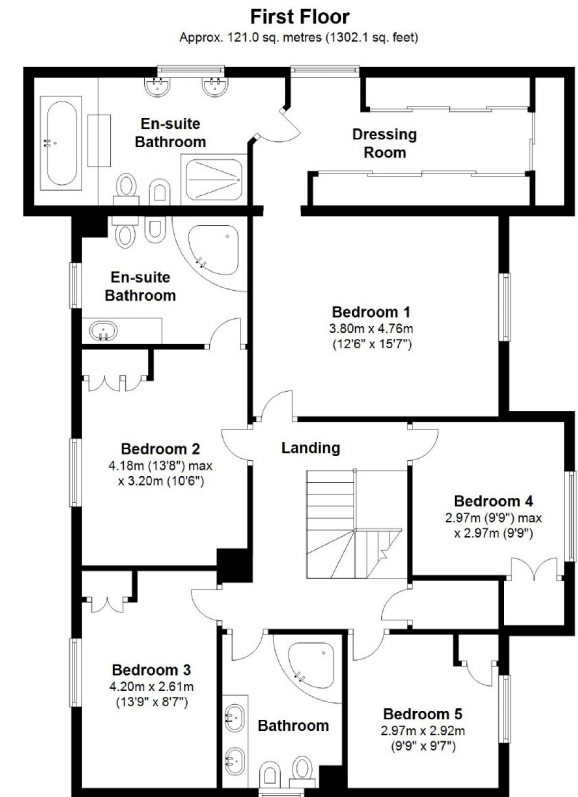 First Floor
Approx. 121.0 sq. metres (1302.1 sq. feet)
En-suite
Bathroom
Dressing
Room
En-suite
Bathroom
Bedroom 1
3.80m x 4.76m
(12'6" x 15'7")
Bedroom 2
4.18m (13'8") max
x 3.20m (10'6")
Landing
Bedroom 4
2.97m (9'9") max
x 2.97m (9'9")
Bedroom 3
4.20m x 2.61m
(13'9" x 8'7")
Bathroom
Bedroom 5
2.97m x 2.92m
(9'9" x 9'7")